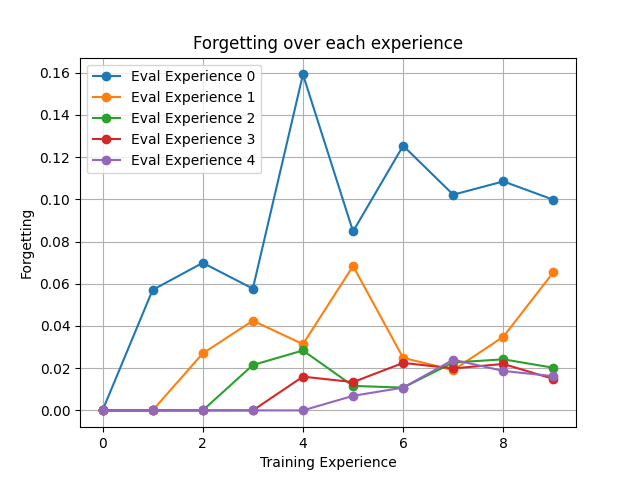 Forgetting over each experience
Eval Experience 0
Eval Experience 1
Eval Experience 2
Eval Experience 3
Eval Experience 4
0.16
0.14
0.12
0.10
0.08
0.06
0.04
0.02
0.00
Forgetting
0 2 4 6 8
Training Experience